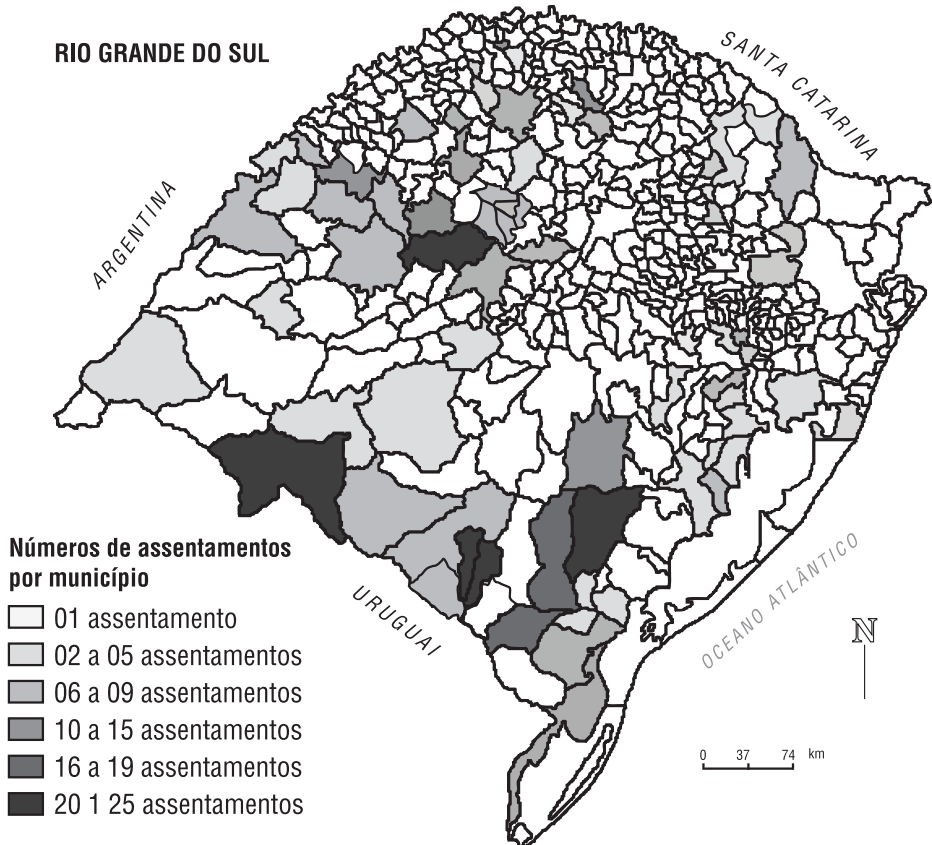 RIO GRANDE DO SUL
SANTA CATARINA
ARGENTINA
Números de assentamentos
por município
01 assentamento
02 a 05 assentamentos
06 a 09 assentamentos
10 a 15 assentamentos
16 a 19 assentamentos
20 1 25 assentamentos
URUGUAI
OCEANO ATLÂNTICO
N
0 37 74 km